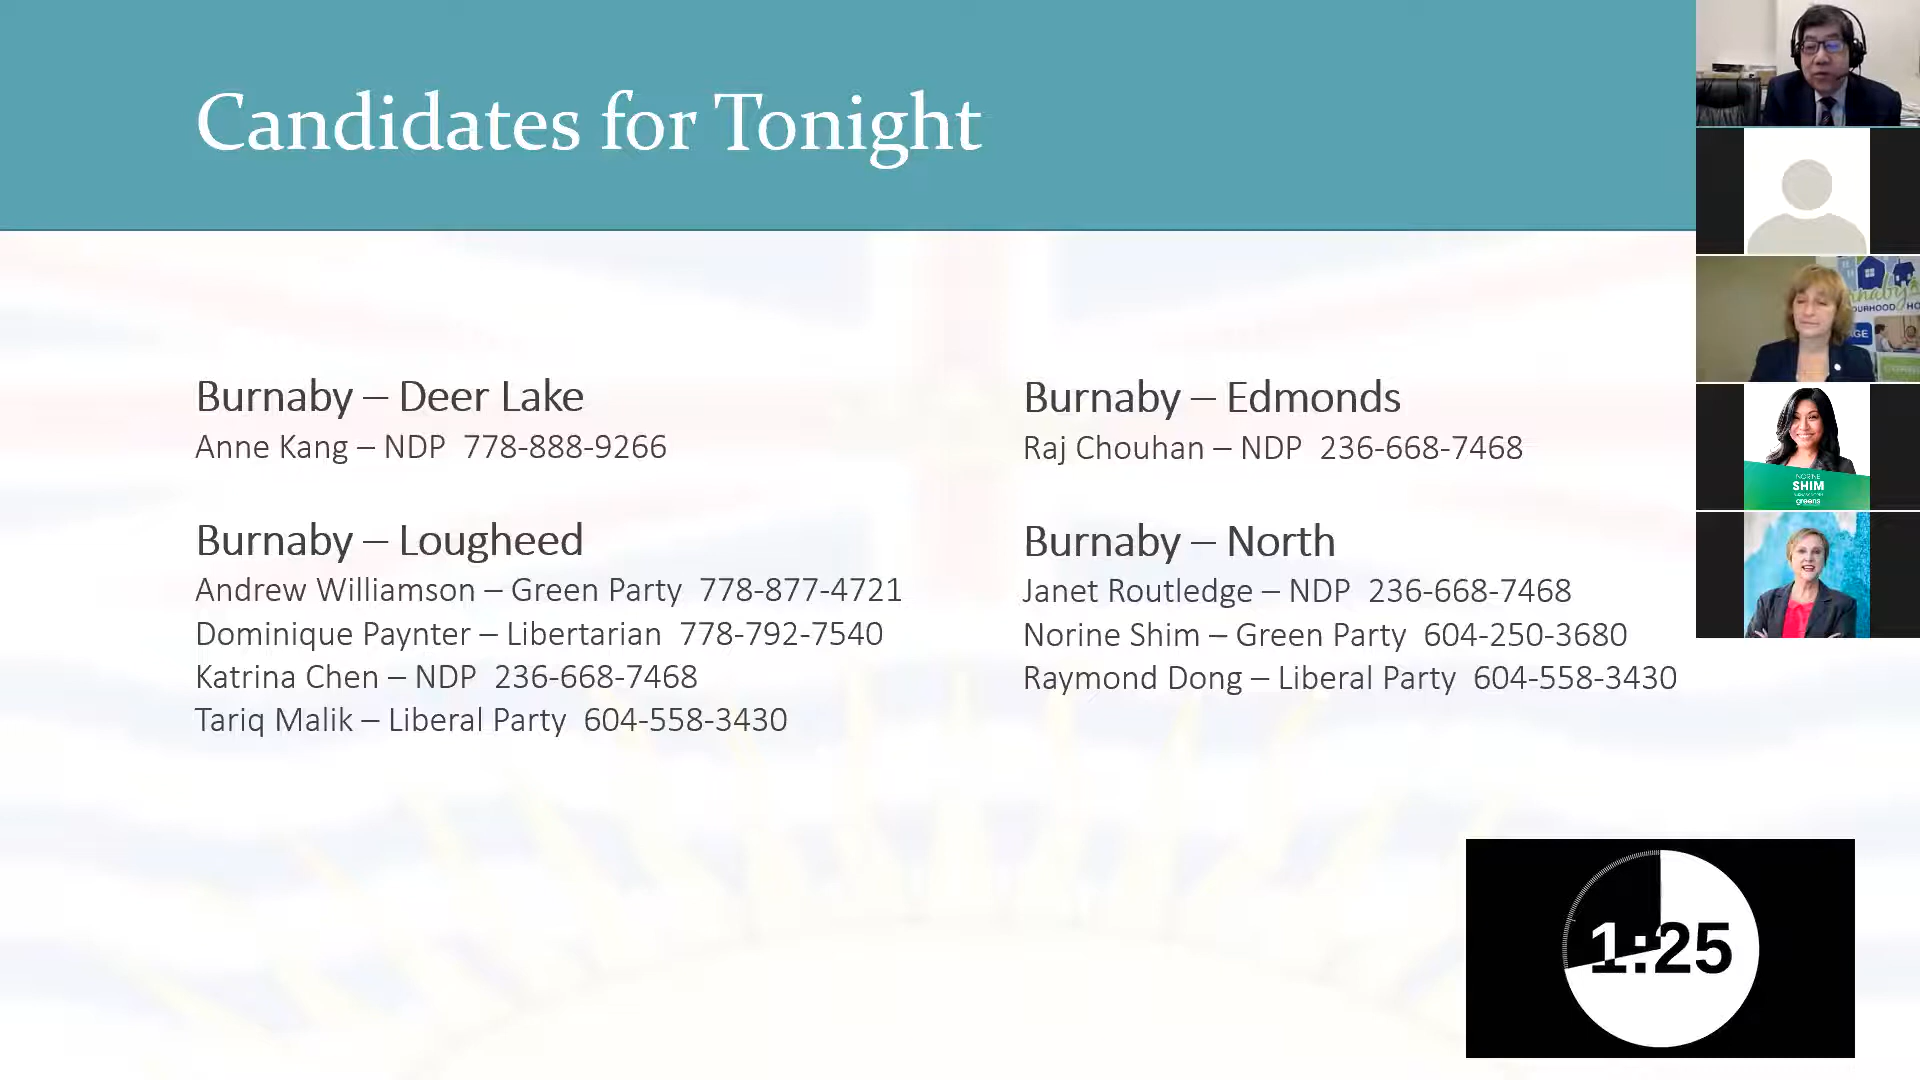 Candidates for Tonight
Burnaby – Deer Lake
Anne Kang – NDP 778-888-9266
Burnaby – Lougheed
Andrew Williamson – Green Party 778-877-4721
Dominique Paynter – Libertarian 778-792-7540
Katrina Chen – NDP 236-668-7468
Tariq Malik – Liberal Party 604-558-3430
Burnaby – Edmonds
Raj Chouhan – NDP 236-668-7468
Burnaby – North
Janet Routledge – NDP 236-668-7468
Norine Shim – Green Party 604-250-3680
Raymond Dong – Liberal Party 604-558-3430
NORINE
SHIM
greens
1:25